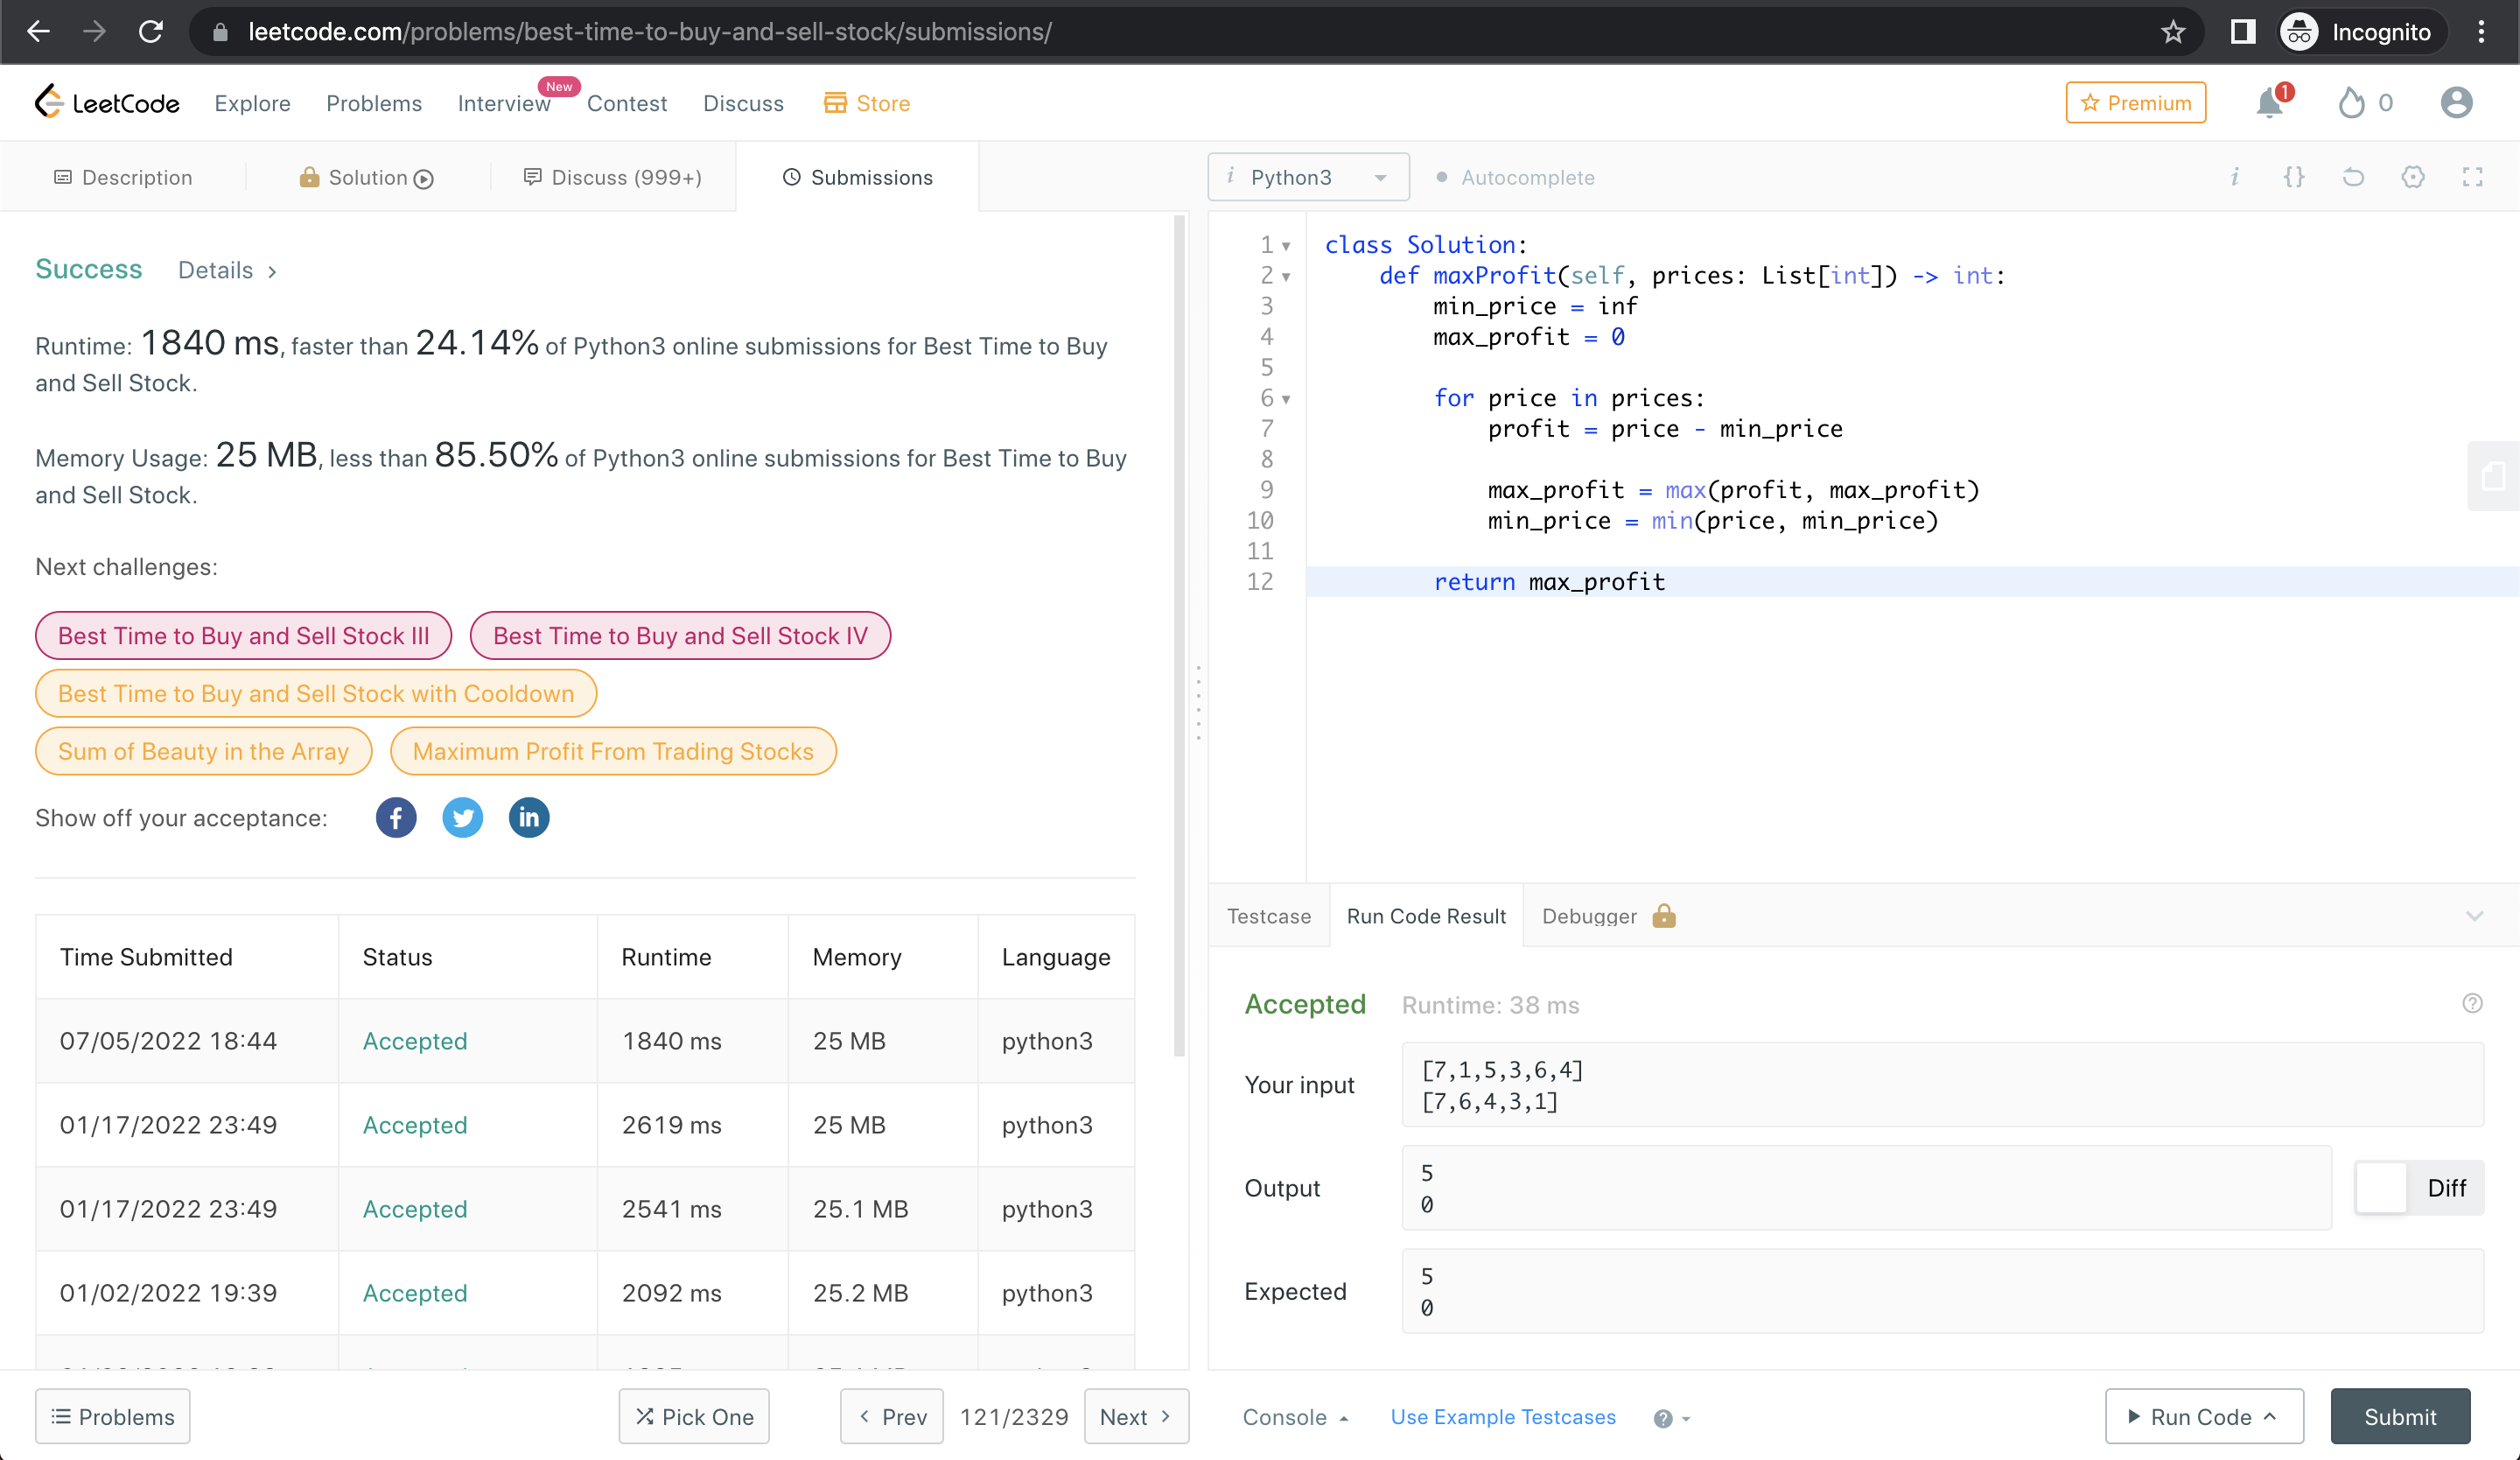 leetcode.com/problems/best-time-to-buy-and-sell-stock/submissions/
Incognito
LeetCode
Explore
Problems
Interview
New
Contest
Discuss
Store
Premium
1
0
Description
Solution
Discuss (999+)
Submissions
i Python3
Autocomplete
i
{}
Success
Details >
Runtime: 1840 ms, faster than 24.14% of Python3 online submissions for Best Time to Buy
and Sell Stock.
Memory Usage: 25 MB, less than 85.50% of Python3 online submissions for Best Time to Buy
and Sell Stock.
Next challenges:
Best Time to Buy and Sell Stock III
Best Time to Buy and Sell Stock IV
Best Time to Buy and Sell Stock with Cooldown
Sum of Beauty in the Array
Maximum Profit From Trading Stocks
Show off your acceptance:
Time Submitted Status Runtime Memory Language
07/05/2022 18:44 Accepted 1840 ms 25 MB python3
01/17/2022 23:49 Accepted 2619 ms 25 MB python3
01/17/2022 23:49 Accepted 2541 ms 25.1 MB python3
01/02/2022 19:39 Accepted 2092 ms 25.2 MB python3
1 class Solution:
2     def maxProfit(self, prices: List[int]) -> int:
3         min_price = inf
4         max_profit = 0
5
6         for price in prices:
7             profit = price - min_price
8
9             max_profit = max(profit, max_profit)
10             min_price = min(price, min_price)
11
12         return max_profit
Testcase
Run Code Result
Debugger
Accepted
Runtime: 38 ms
Your input
[7,1,5,3,6,4]
[7,6,4,3,1]
Output
5
0
Diff
Expected
5
0
Problems
Pick One
< Prev
121/2329
Next >
Console
Use Example Testcases
?
Run Code
Submit